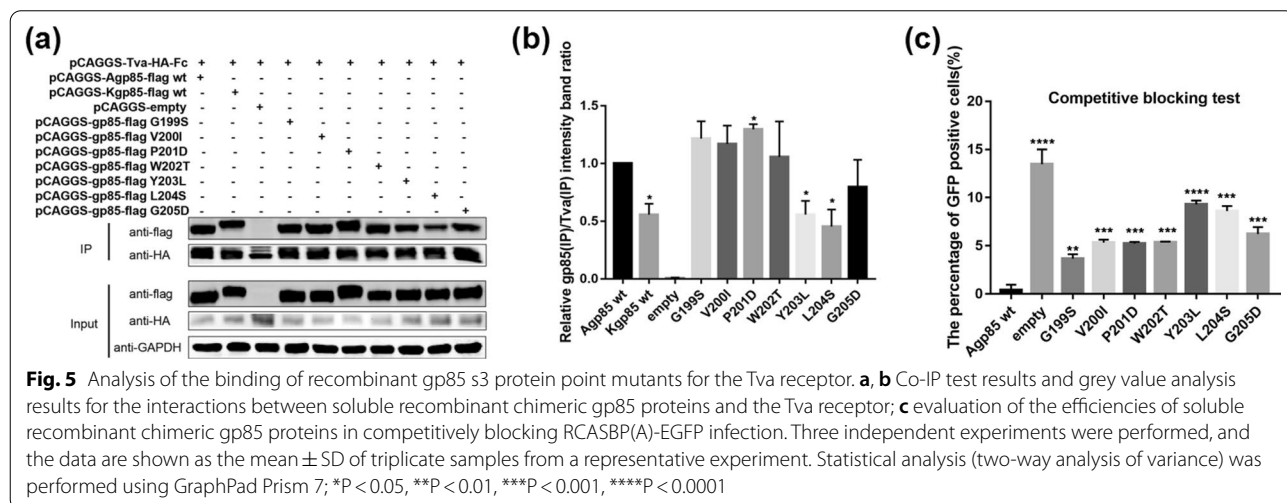 (a)
pCAGGS-Tva-HA-Fc + + + + + + + + + +
pCAGGS-Agp85-flag wt + - - - - - - - - -
pCAGGS-Kgp85-flag wt - + - - - - - - - -
pCAGGS-empty - - + - - - - - - -
pCAGGS-gp85-flag G199S - - - + - - - - - -
pCAGGS-gp85-flag V200I - - - - + - - - - -
pCAGGS-gp85-flag P201D - - - - - + - - - -
pCAGGS-gp85-flag W202T - - - - - - + - - -
pCAGGS-gp85-flag Y203L - - - - - - - + - -
pCAGGS-gp85-flag L204S - - - - - - - - + -
pCAGGS-gp85-flag G205D - - - - - - - - - +
IP
anti-flag
anti-HA
Input
anti-flag
anti-HA
anti-GAPDH
(b)
Relative gp85(IP)/Tva(IP) intensity band ratio
1.5
1.0
0.5
0.0
* * * *
Agp85 wt
Kgp85 wt
empty
G199S
V200I
P201D
W202T
Y203L
L204S
G205D
(c)
Competitive blocking test
The percentage of GFP positive cells(%)
20
15
10
5
0
**** ** *** *** *** **** *** ***
Agp85 wt
empty
G199S
V200I
P201D
W202T
Y203L
L204S
G205D
Fig. 5 Analysis of the binding of recombinant gp85 s3 protein point mutants for the Tva receptor. a, b Co-IP test results and grey value analysis
results for the interactions between soluble recombinant chimeric gp85 proteins and the Tva receptor; c evaluation of the efficiencies of soluble
recombinant chimeric gp85 proteins in competitively blocking RCASBP(A)-EGFP infection. Three independent experiments were performed, and
the data are shown as the mean ± SD of triplicate samples from a representative experiment. Statistical analysis (two-way analysis of variance) was
performed using GraphPad Prism 7; *P < 0.05, **P < 0.01, ***P < 0.001, ****P < 0.0001